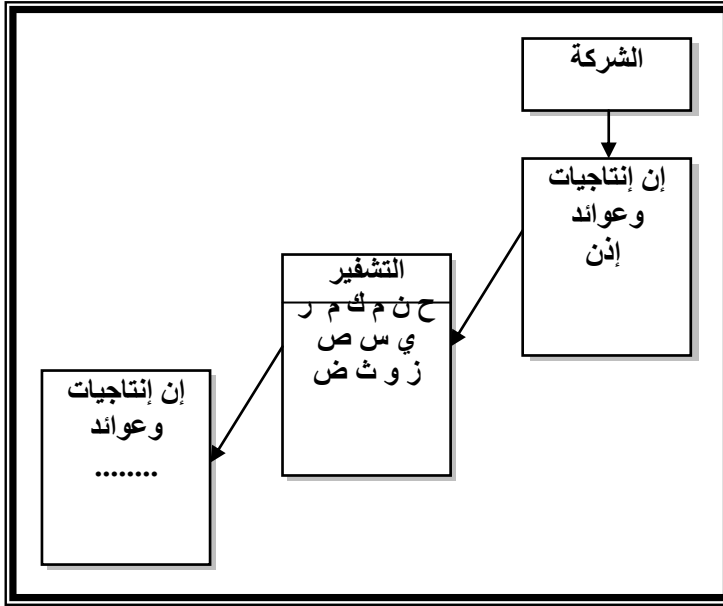 الشركة
إن إنتاجيات
وعوائد
إذن
التشفير
ح ن م ك م ر
ي س ص
ز و ث ض
إن إنتاجيات
وعوائد
........